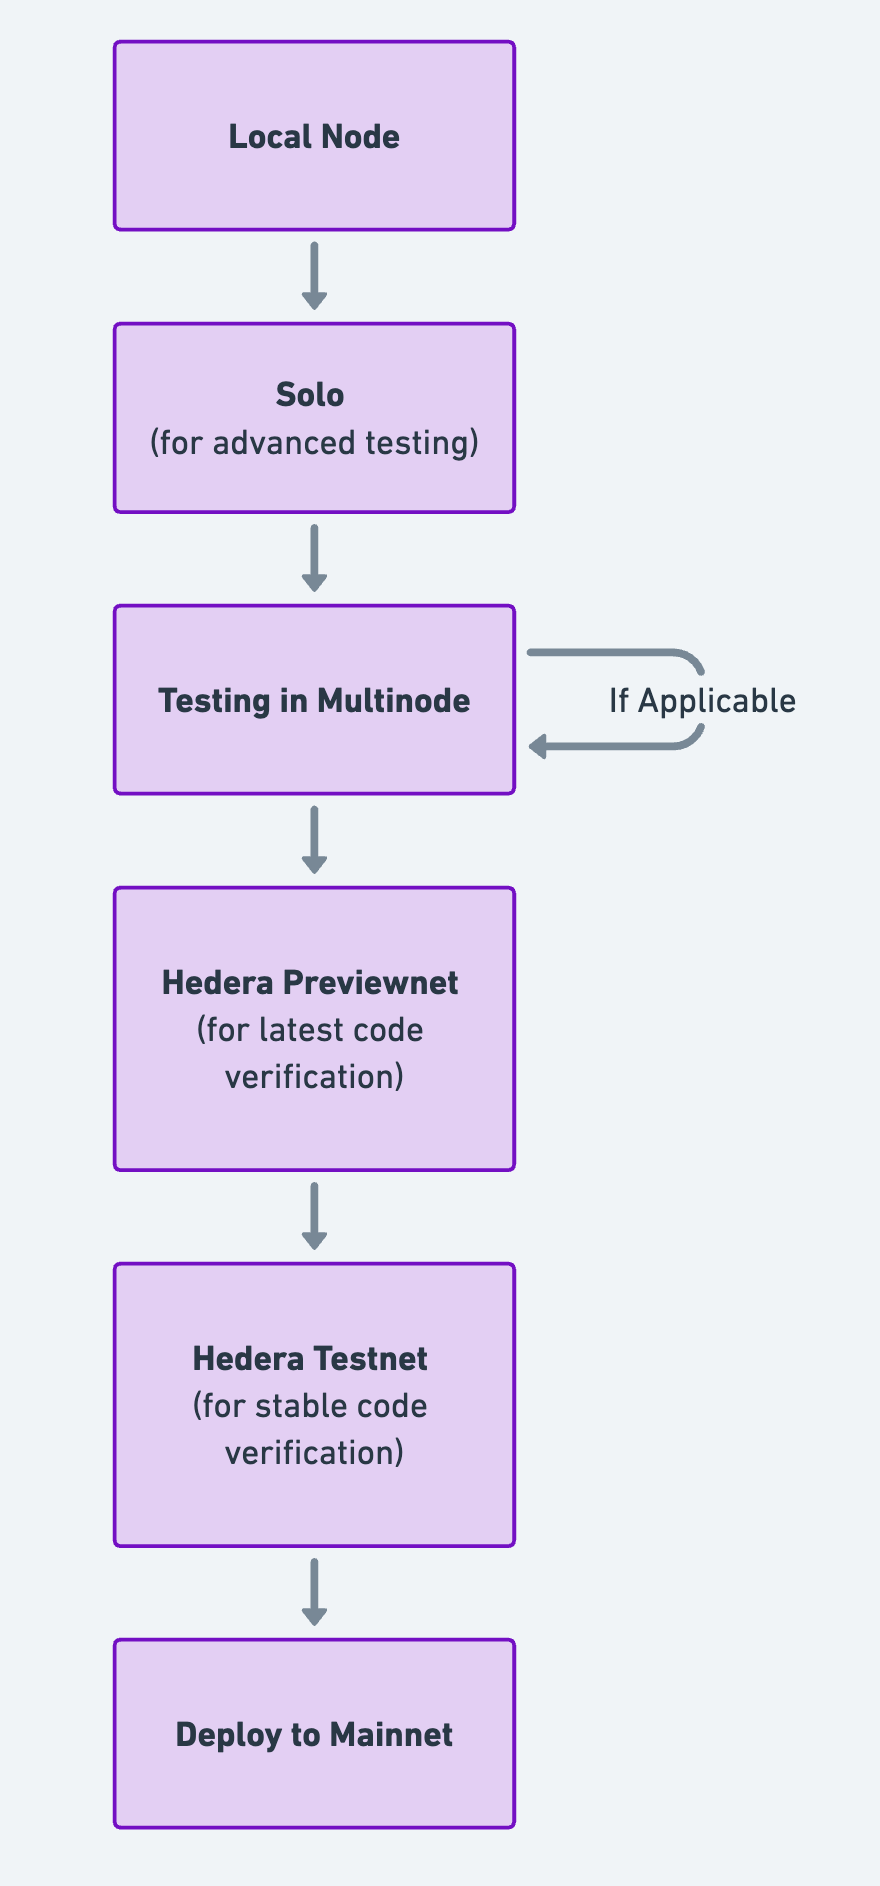 Local Node
Solo
(for advanced testing)
Testing in Multinode
If Applicable
Hedera Previewnet
(for latest code
verification)
Hedera Testnet
(for stable code
verification)
Deploy to Mainnet